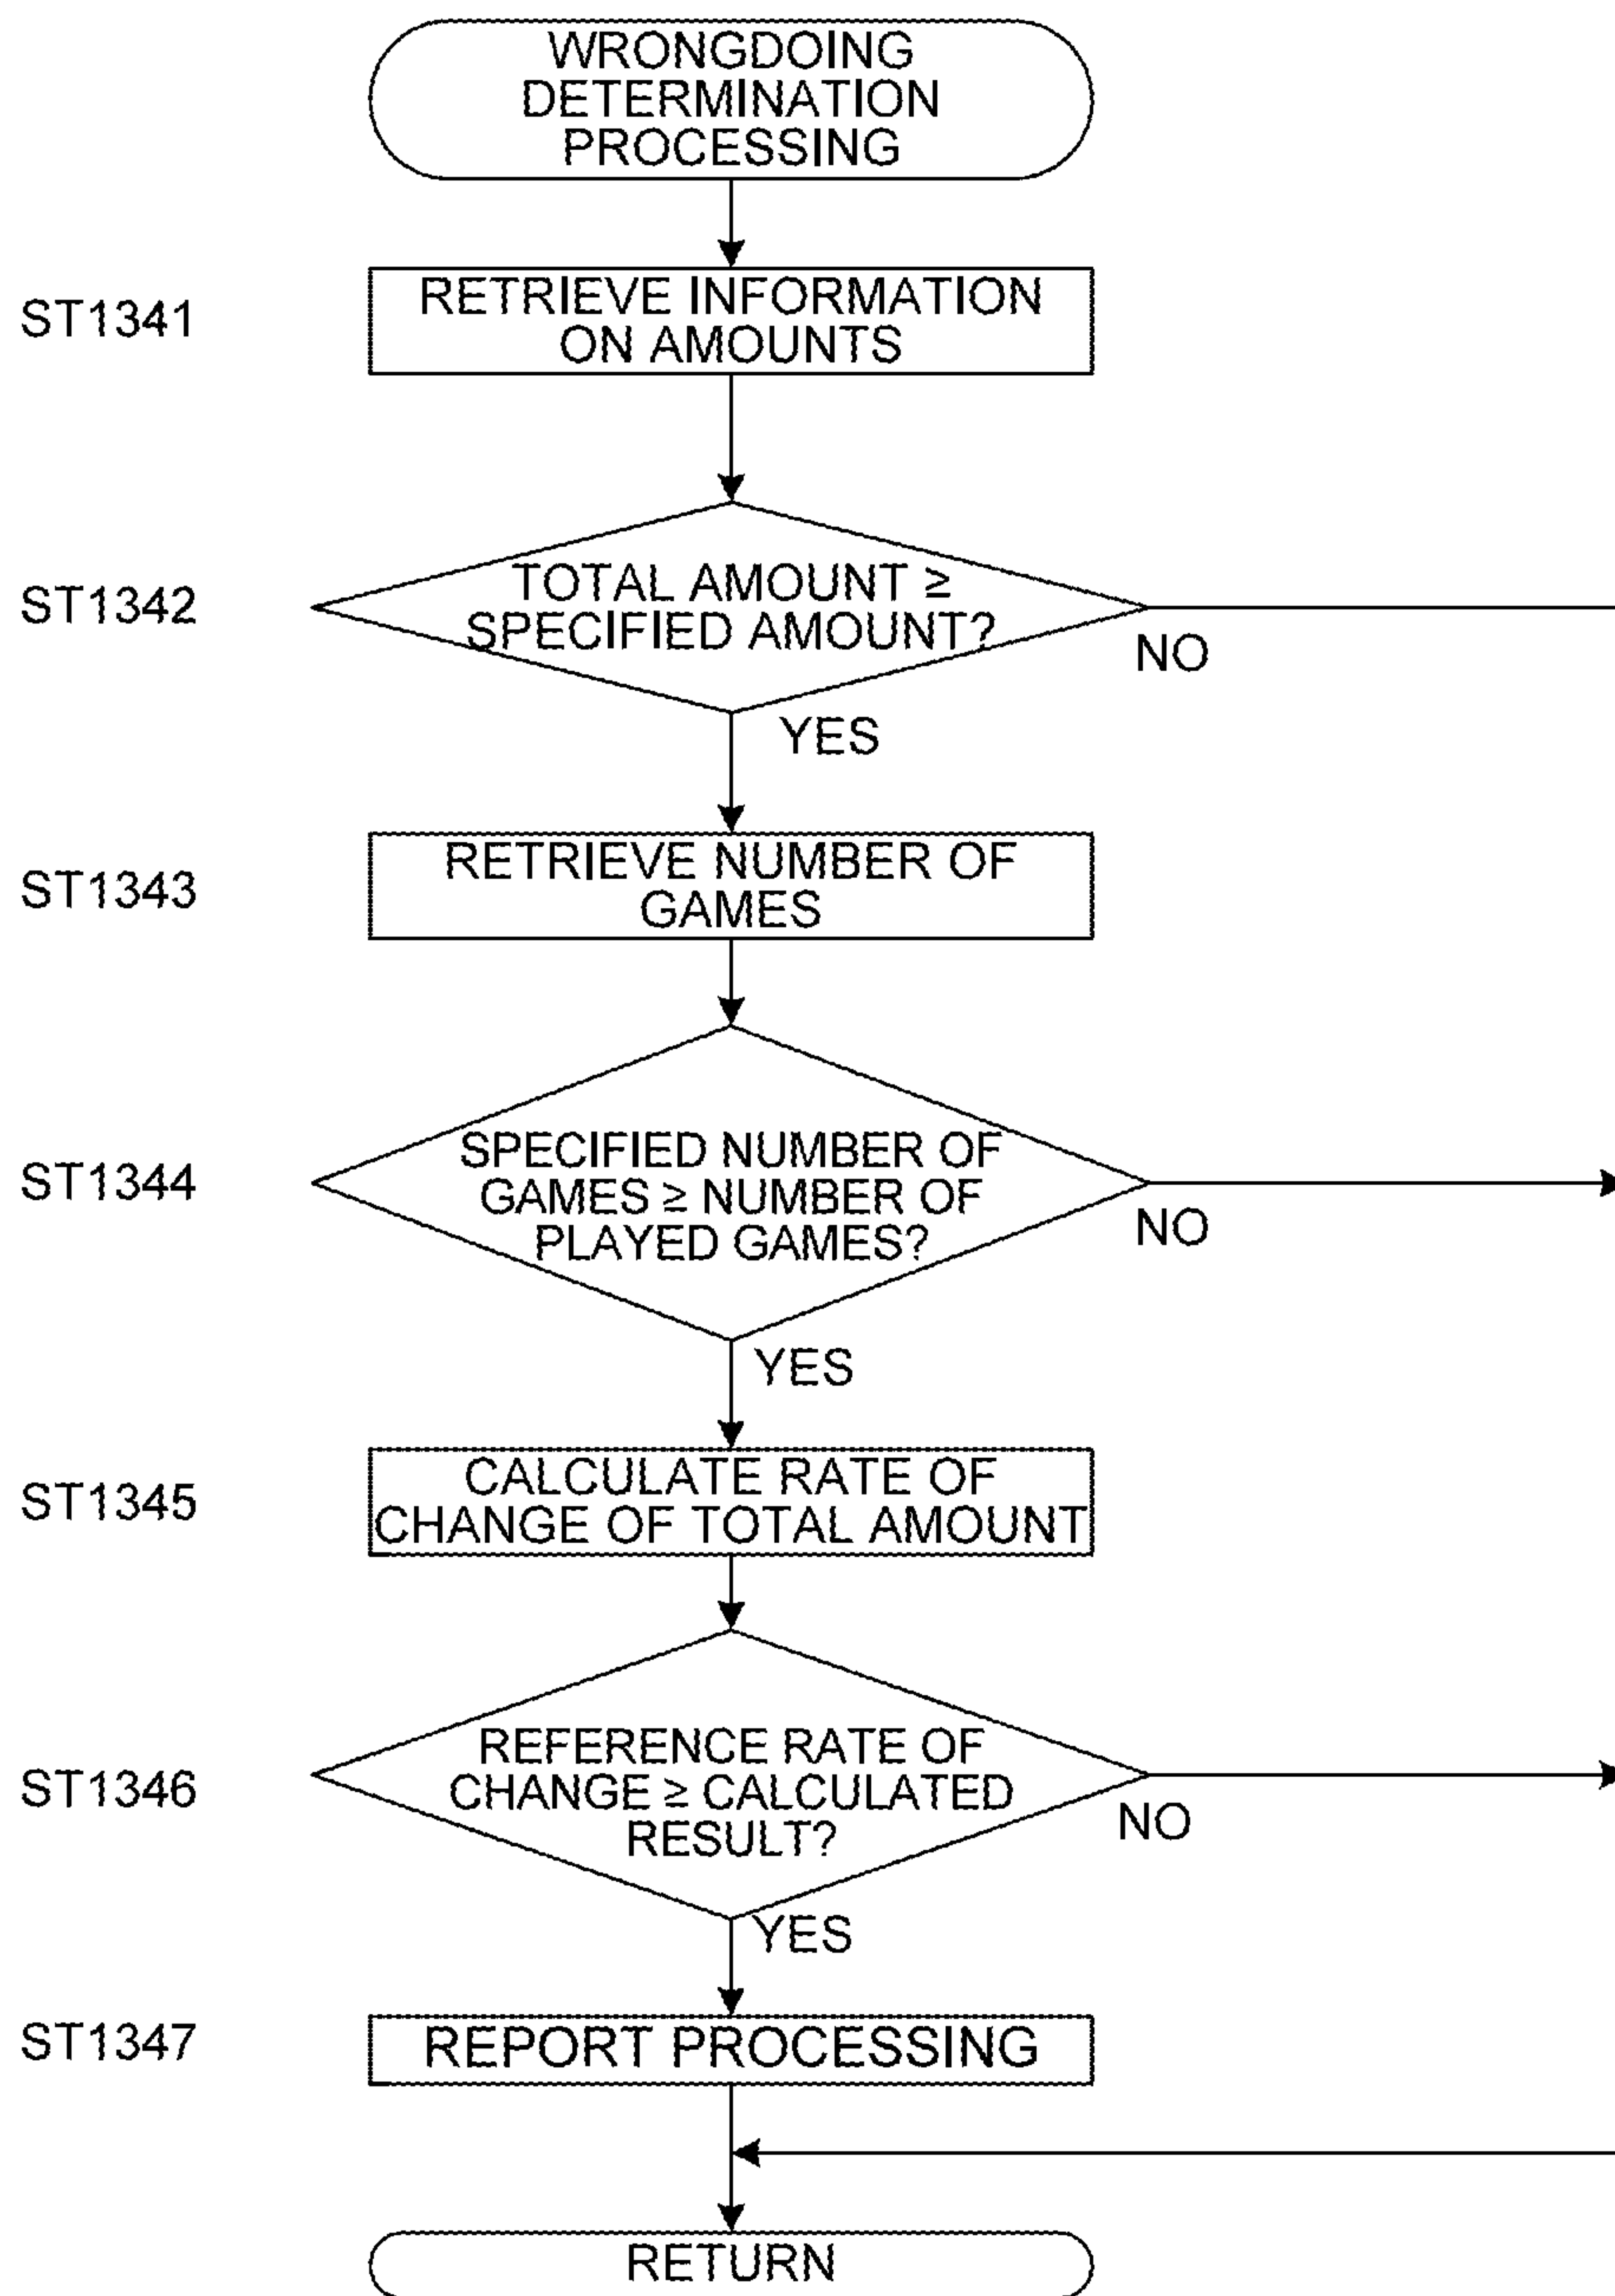 WRONGDOING
DETERMINATION
PROCESSING
ST1341
RETRIEVE INFORMATION
ON AMOUNTS
ST1342
TOTAL AMOUNT ≥
SPECIFIED AMOUNT?
NO
YES
ST1343
RETRIEVE NUMBER OF
GAMES
ST1344
SPECIFIED NUMBER OF
GAMES ≥ NUMBER OF
PLAYED GAMES?
NO
YES
ST1345
CALCULATE RATE OF
CHANGE OF TOTAL AMOUNT
ST1346
REFERENCE RATE OF
CHANGE ≥ CALCULATED
RESULT?
NO
YES
ST1347
REPORT PROCESSING
RETURN